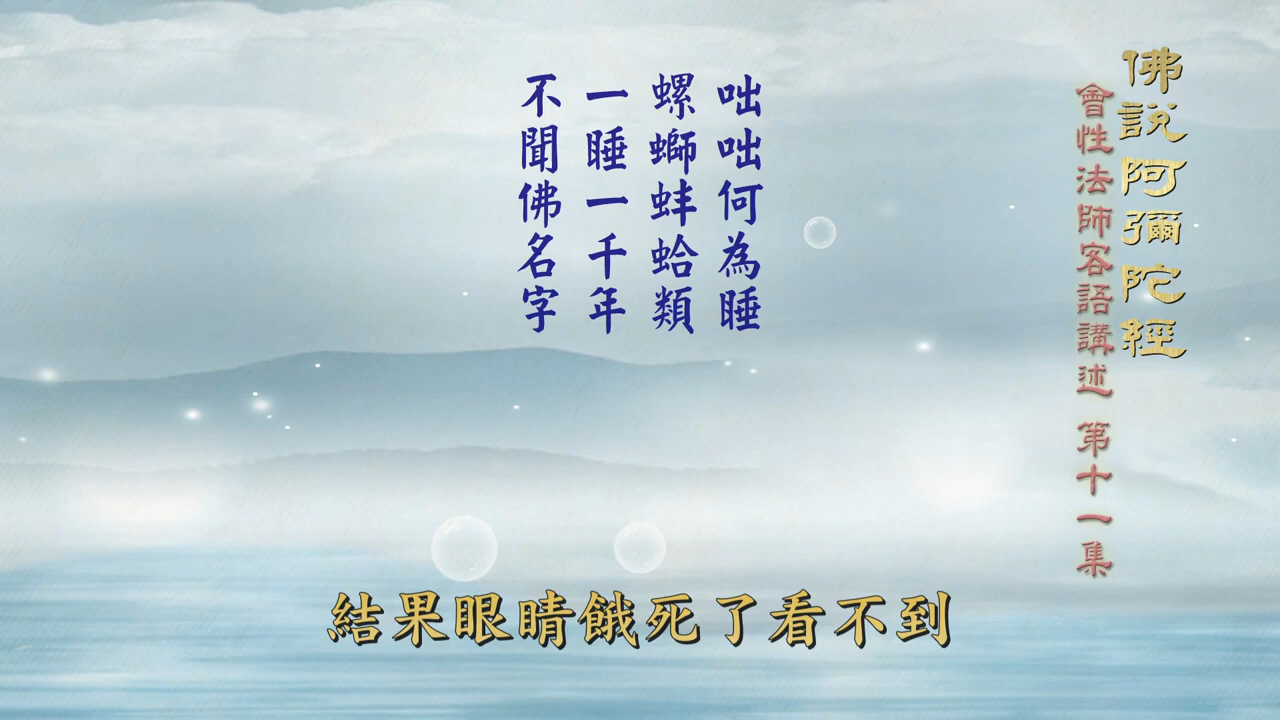 佛說阿彌陀經
會性法師客語講述 第十一集
咄咄何為睡
螺螄蚌蛤類
一睡一千年
不聞佛名字
結果眼睛餓死了看不到